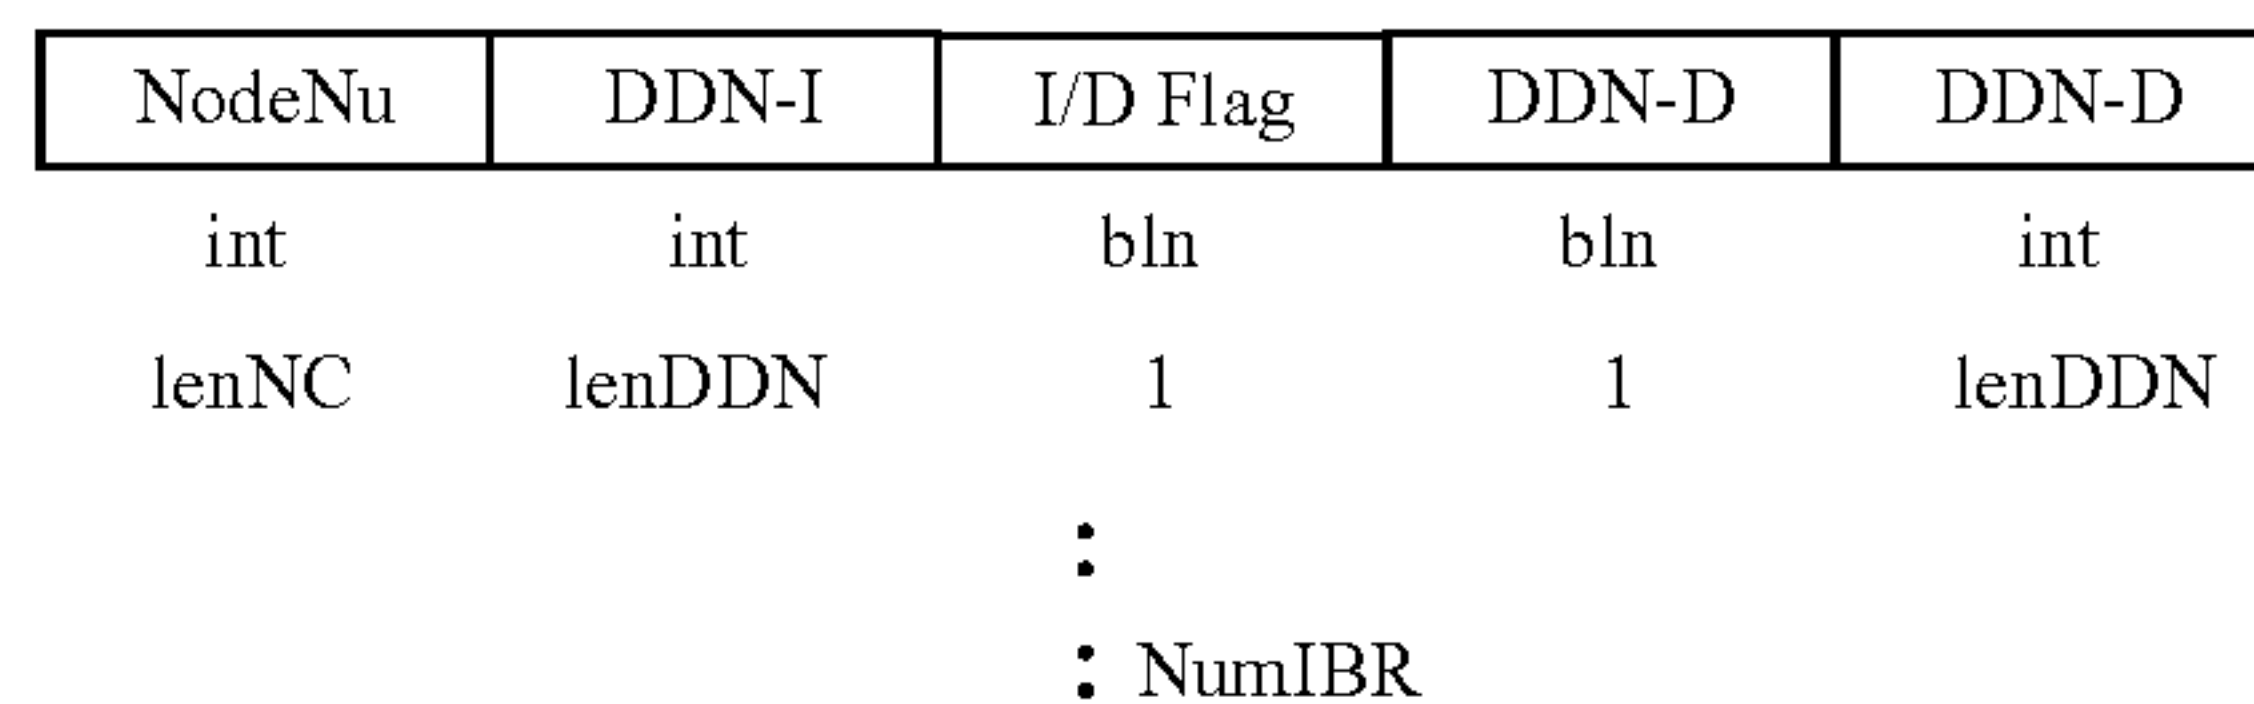 NodeNu DDN-I I/D Flag DDN-D DDN-D
int int bln bln int
lenNC lenDDN 1 1 lenDDN
NumIBR